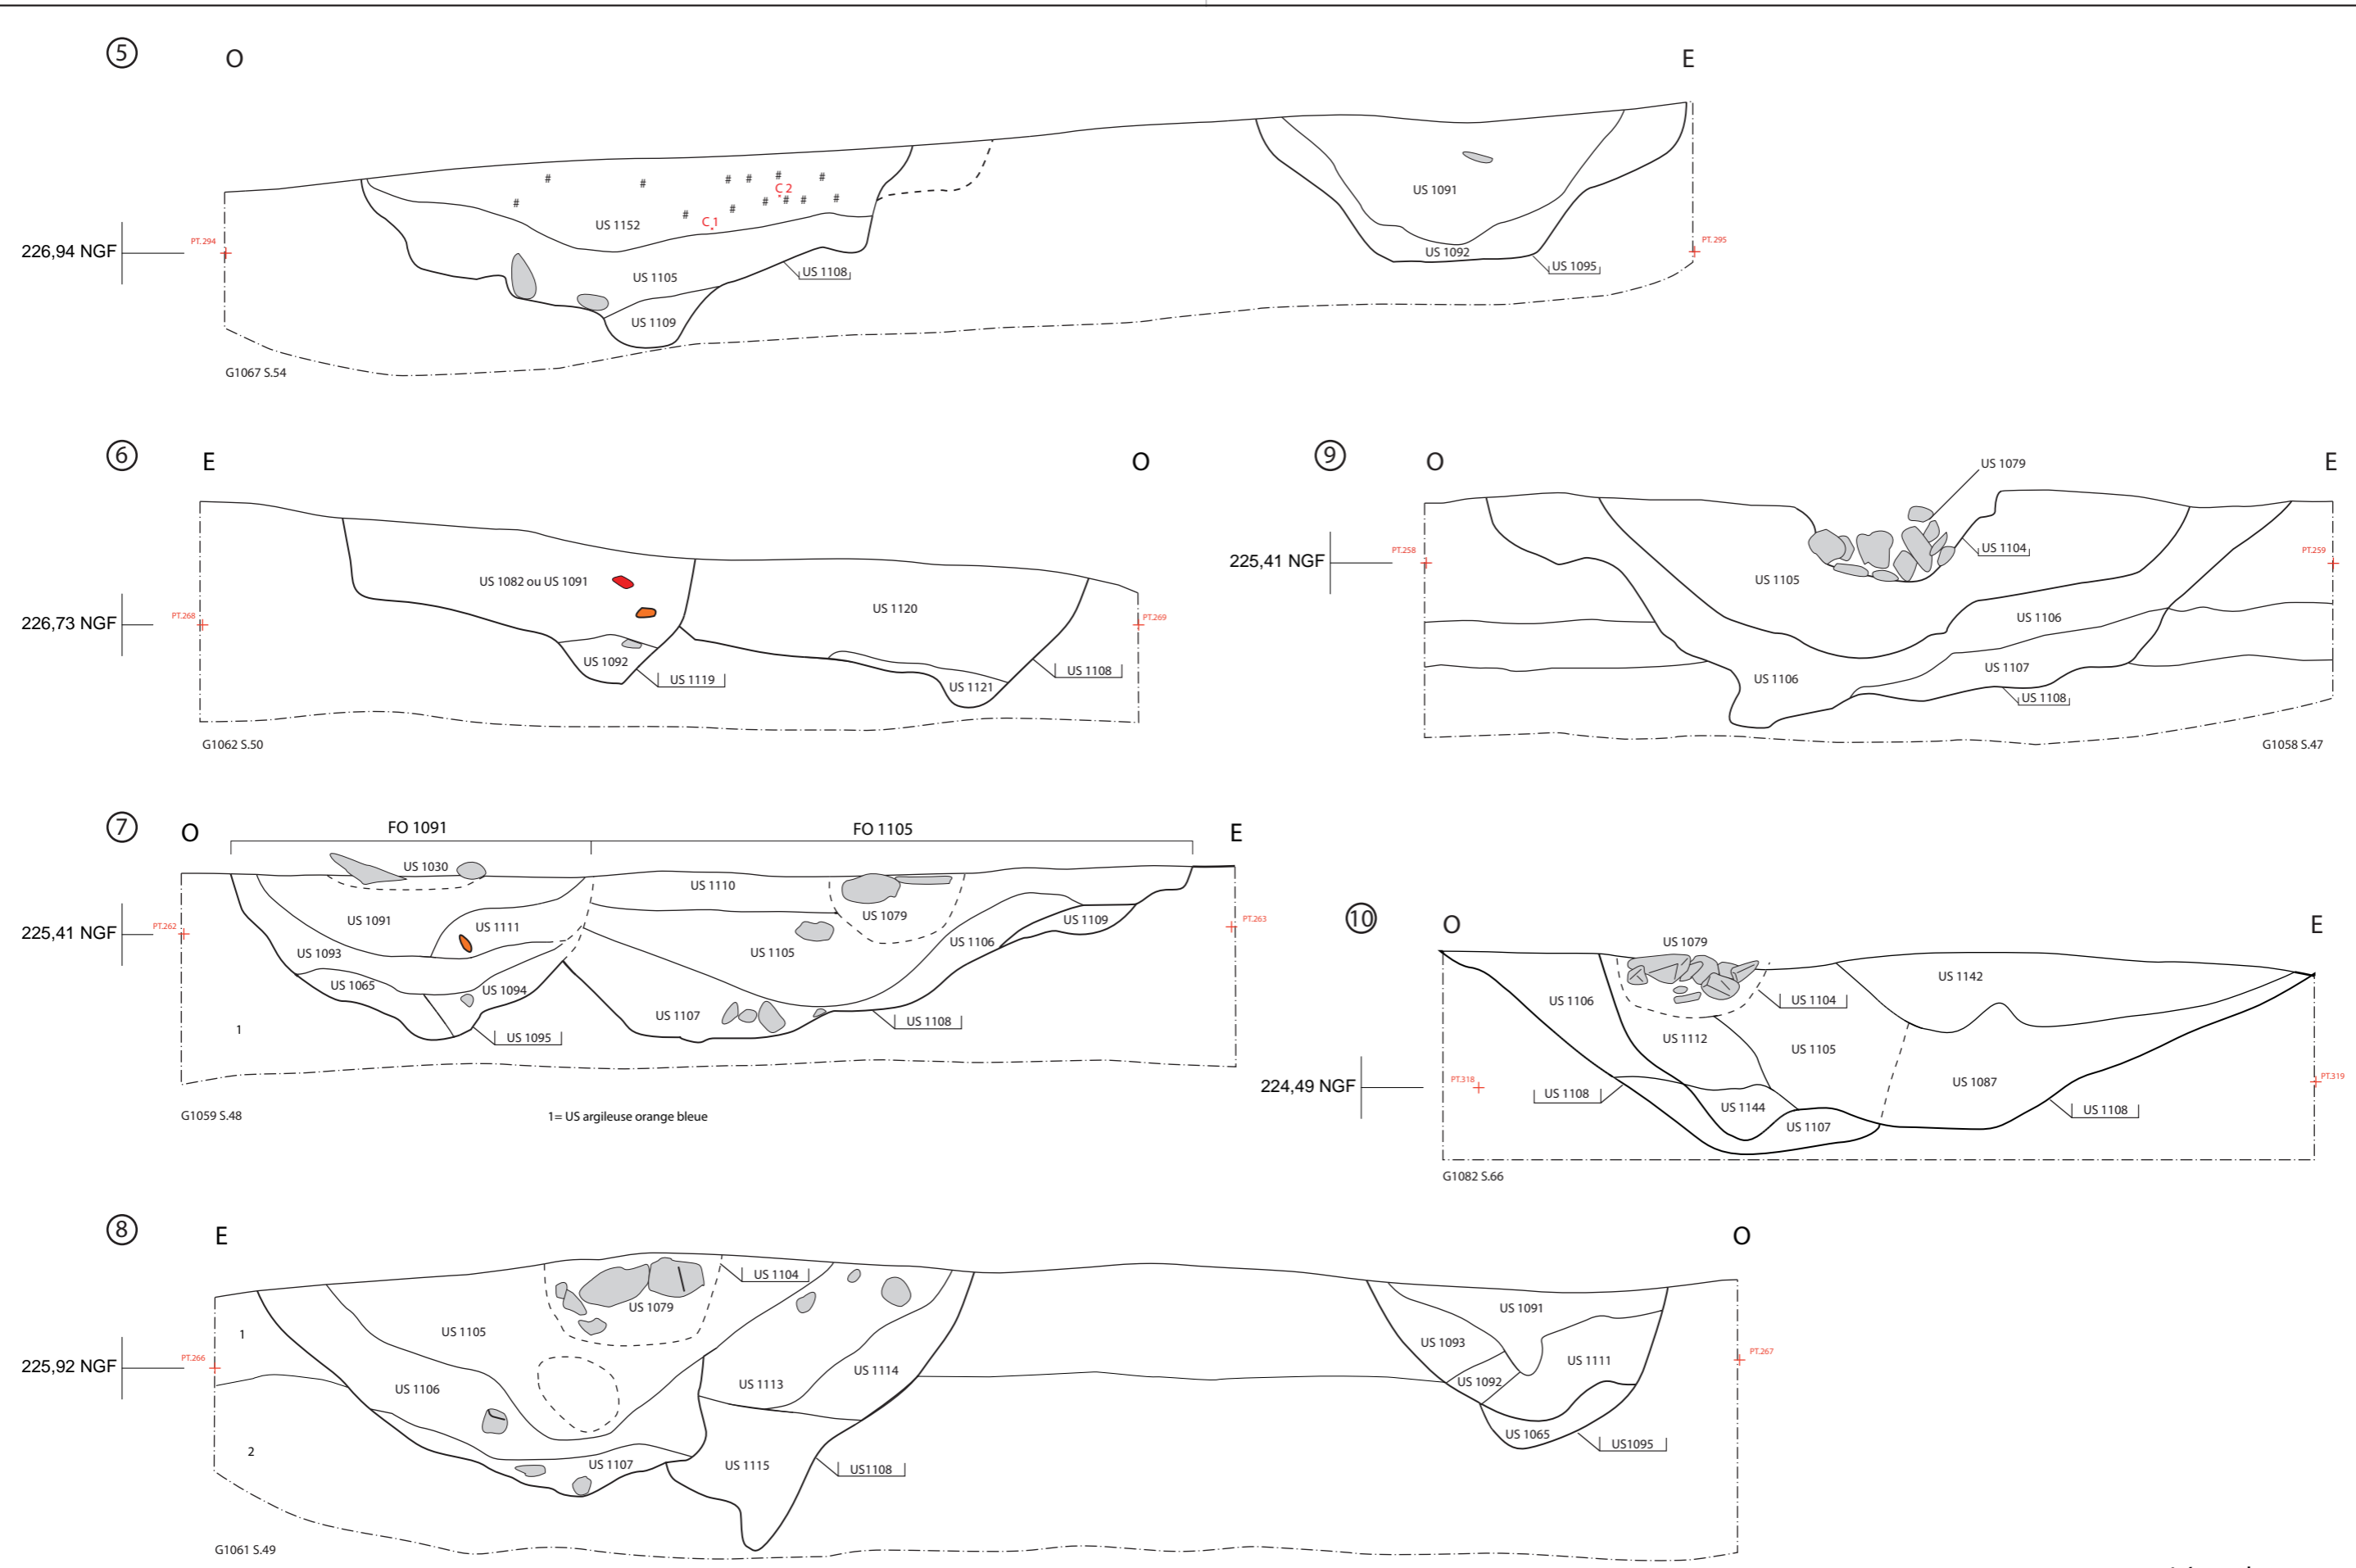 5
O
E
# # # # # # # # # # # # # #
C 2
C 1
US 1152
US 1091
226,94 NGF
PT.294
PT.295
US 1105
US 1108
US 1092
US 1095
US 1109
G1067 S.54
6
E
O
US 1082 ou US 1091
US 1120
226,73 NGF
PT.268
PT.269
US 1092
US 1119
US 1121
US 1108
G1062 S.50
9
O
E
US 1079
225,41 NGF
PT.258
PT.259
US 1104
US 1105
US 1106
US 1107
US 1106
US 1108
G1058 S.47
7
O
FO 1091
FO 1105
E
US 1030
US 1110
US 1091
US 1111
US 1079
US 1109
225,41 NGF
PT.262
PT.263
US 1093
US 1105
US 1106
US 1065
US 1094
US 1107
US 1108
1
US 1095
G1059 S.48
1= US argileuse orange bleue
10
O
E
US 1079
US 1142
US 1106
US 1104
US 1112
US 1105
224,49 NGF
PT.318
PT.319
US 1087
US 1108
US 1144
US 1108
US 1107
G1082 S.66
8
E
O
US 1104
US 1079
US 1091
1
US 1105
US 1093
225,92 NGF
PT.266
PT.267
US 1111
US 1106
US 1113
US 1114
US 1092
2
US 1107
US 1115
US1108
US 1065
US1095
G1061 S.49